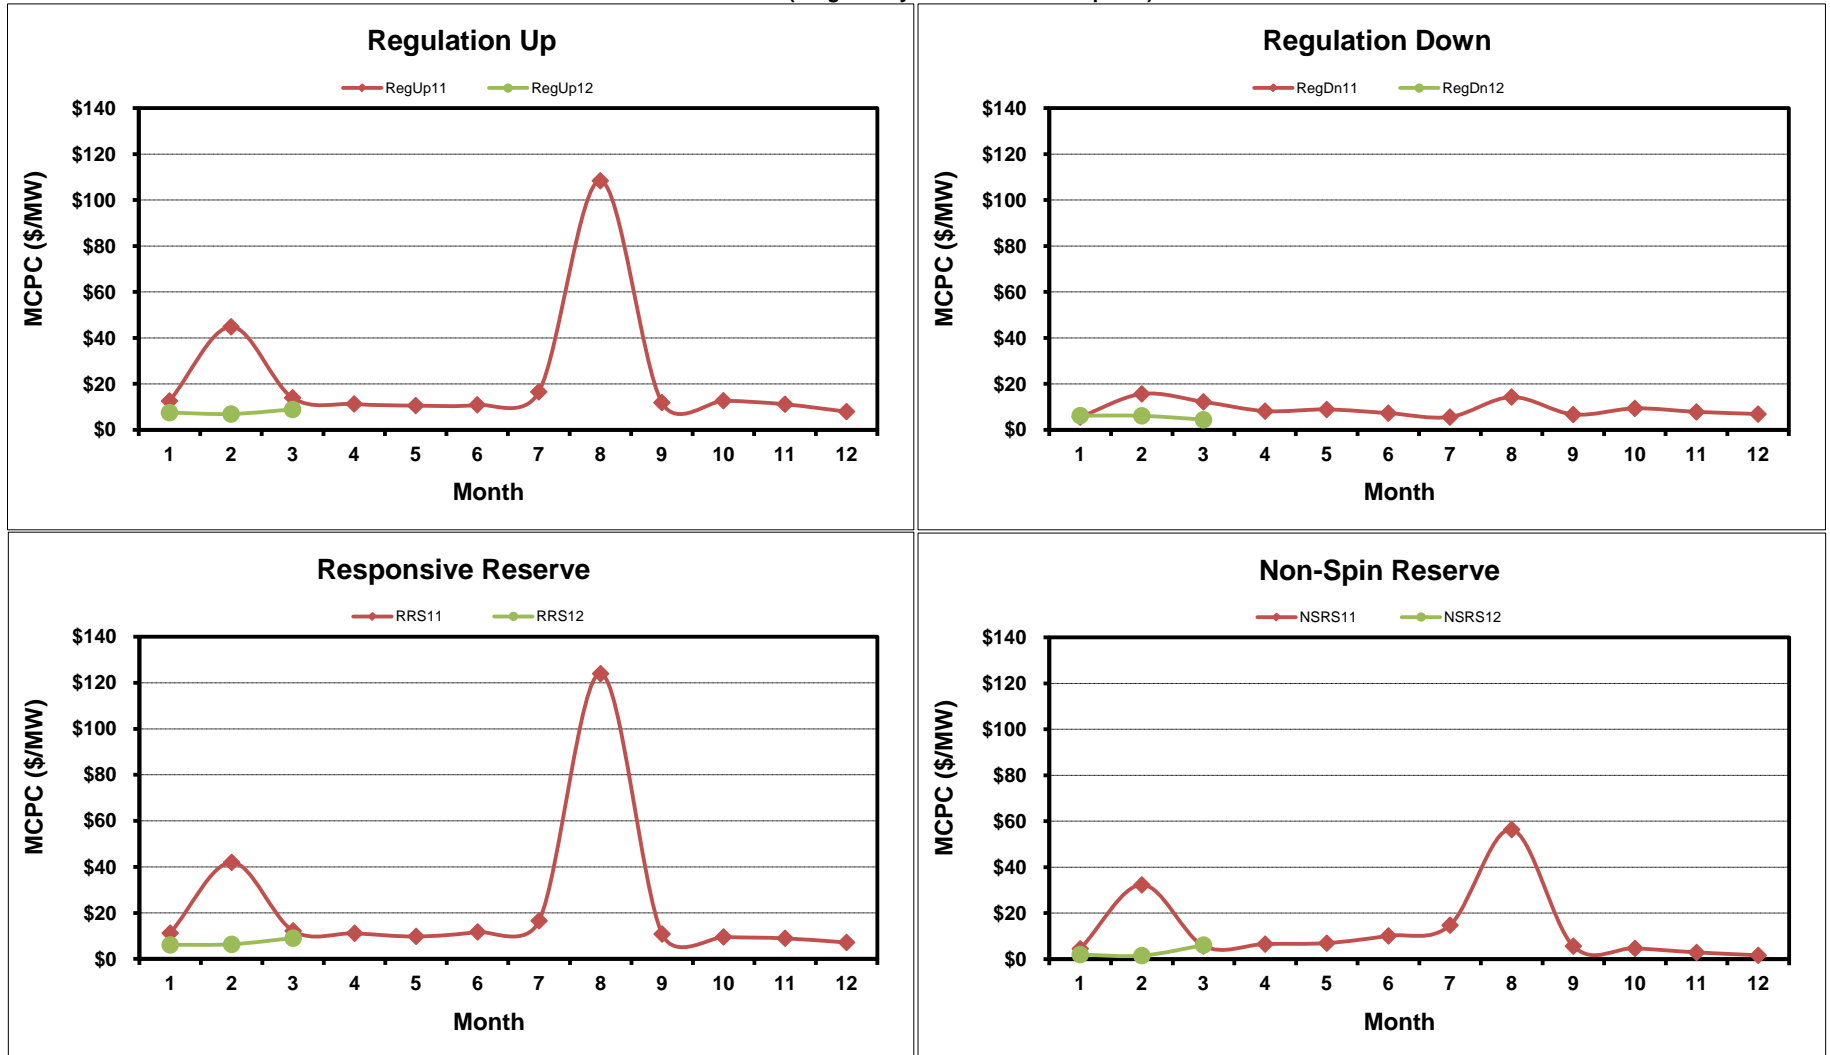 Regulation Up
RegUp11 RegUp12
$140
$120
$100
$80
$60
$40
$20
$0
MCPC ($/MW)
1 2 3 4 5 6 7 8 9 10 11 12
Month
Regulation Down
RegDn11 RegDn12
$140
$120
$100
$80
$60
$40
$20
$0
MCPC ($/MW)
1 2 3 4 5 6 7 8 9 10 11 12
Month
Responsive Reserve
RRS11 RRS12
$140
$120
$100
$80
$60
$40
$20
$0
MCPC ($/MW)
1 2 3 4 5 6 7 8 9 10 11 12
Month
Non-Spin Reserve
NSRS11 NSRS12
$140
$120
$100
$80
$60
$40
$20
$0
MCPC ($/MW)
1 2 3 4 5 6 7 8 9 10 11 12
Month